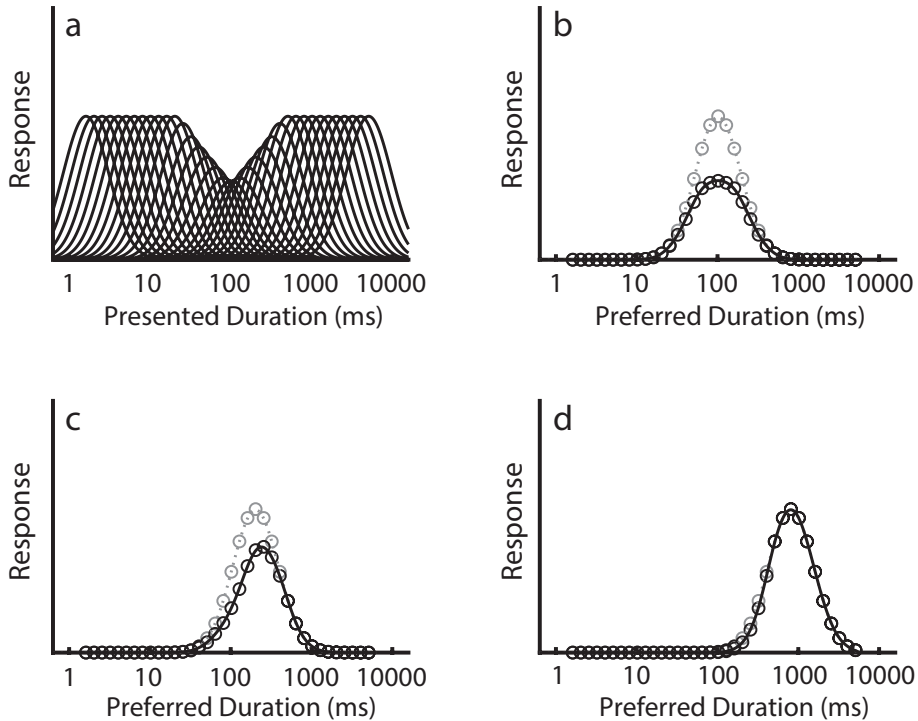 a
Response
1 10 100 1000 10000
Presented Duration (ms)
b
Response
1 10 100 1000 10000
Preferred Duration (ms)
c
Response
1 10 100 1000 10000
Preferred Duration (ms)
d
Response
1 10 100 1000 10000
Preferred Duration (ms)